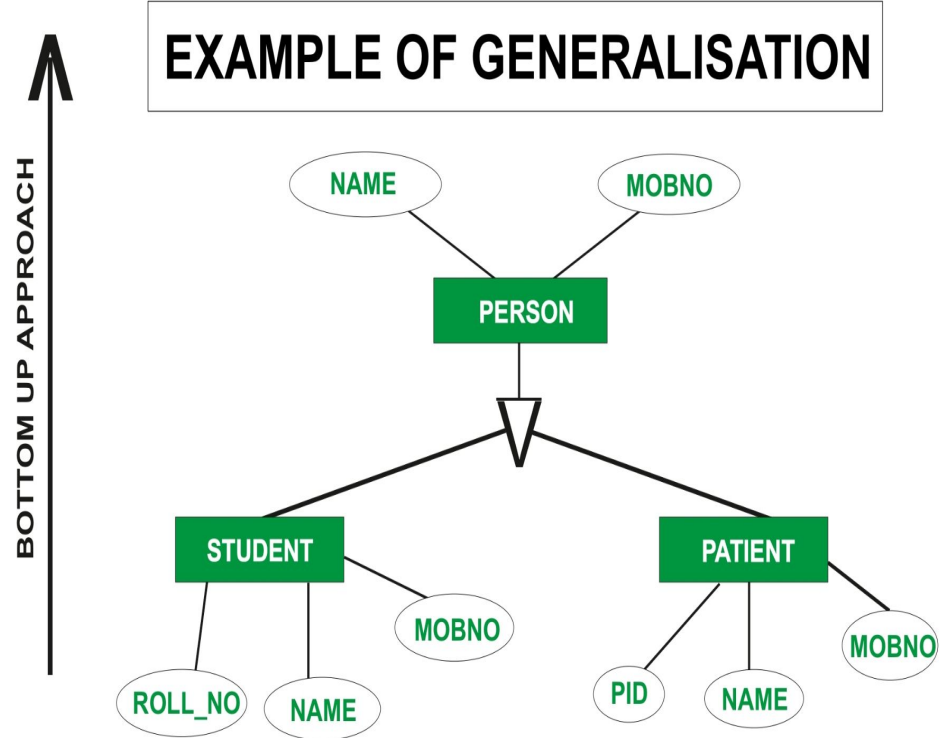 EXAMPLE OF GENERALISATION
BOTTOM UP APPROACH
NAME
MOBNO
PERSON
STUDENT
PATIENT
MOBNO
MOBNO
ROLL_NO
NAME
PID
NAME